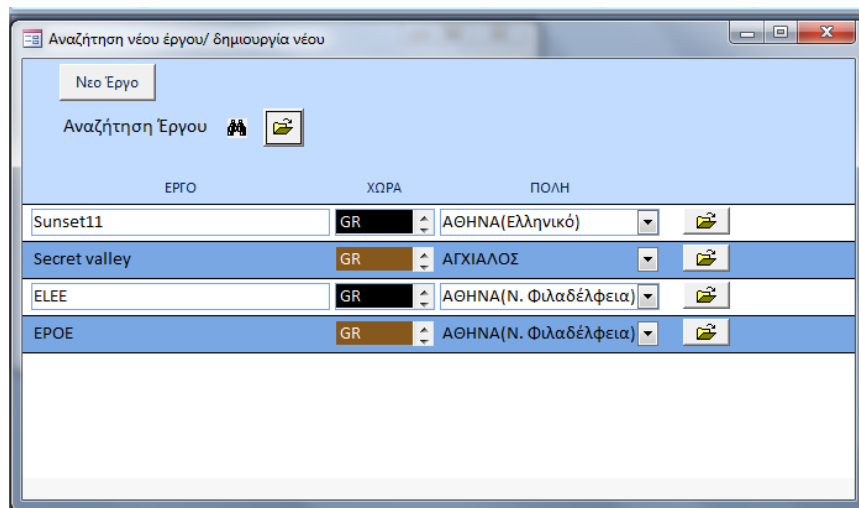 Αναζήτηση νέου έργου/ δημιουργία νέου
Νεο Έργο
Αναζήτηση Έργου
ΕΡΓΟ ΧΩΡΑ ΠΟΛΗ
Sunset11 GR ΑΘΗΝΑ(Ελληνικό)
Secret valley GR ΑΓΧΙΑΛΟΣ
ELEE GR ΑΘΗΝΑ(Ν. Φιλαδέλφεια)
EPOE GR ΑΘΗΝΑ(Ν. Φιλαδέλφεια)